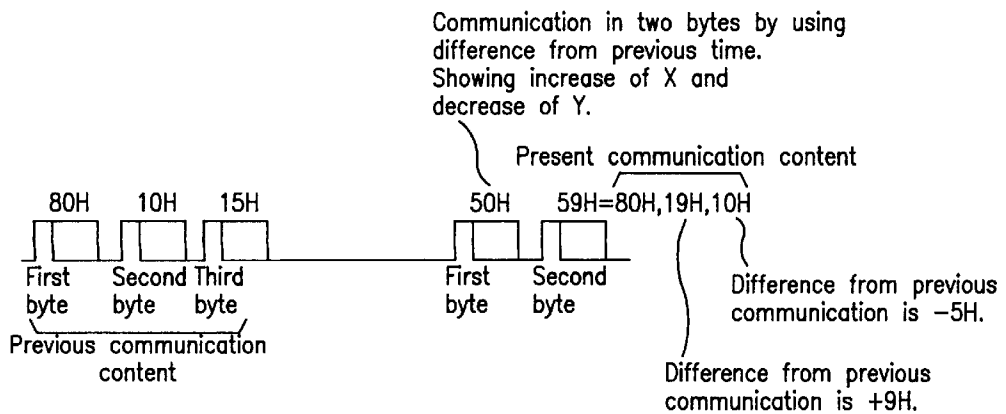 Communication in two bytes by using
difference from previous time.
Showing increase of X and
decrease of Y.
Present communication content
80H 10H 15H 50H 59H=80H,19H,10H
First byte
Second byte
Third byte
First byte
Second byte
Previous communication
content
Difference from previous
communication is −5H.
Difference from previous
communication is +9H.